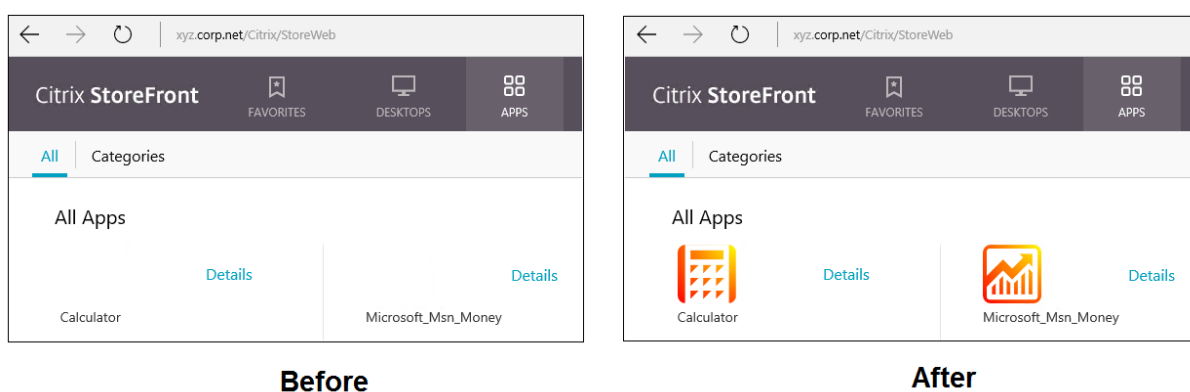 xyz.corp.net/Citrix/StoreWeb
Citrix StoreFront
FAVORITES
DESKTOPS
APPS
All
Categories
All Apps
Details
Details
Calculator
Microsoft_Msn_Money
Before
xyz.corp.net/Citrix/StoreWeb
Citrix StoreFront
FAVORITES
DESKTOPS
APPS
All
Categories
All Apps
Details
Details
Calculator
Microsoft_Msn_Money
After